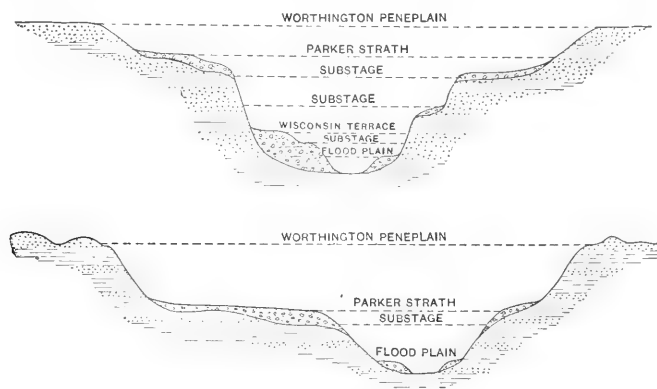 WORTHINGTON PENEPLAIN
PARKER STRATH
SUBSTAGE
SUBSTAGE
WISCONSIN TERRACE
SUBSTAGE
FLOOD PLAIN
WORTHINGTON PENEPLAIN
PARKER STRATH
SUBSTAGE
FLOOD PLAIN